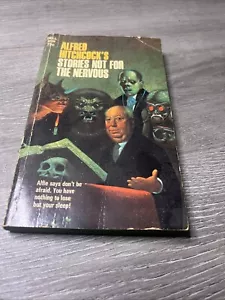 ALFRED
HITCHCOCK'S
STORIES NOT FOR
THE NERVOUS
Alfie says don't be
afraid. You have
nothing to lose
but your sleep!